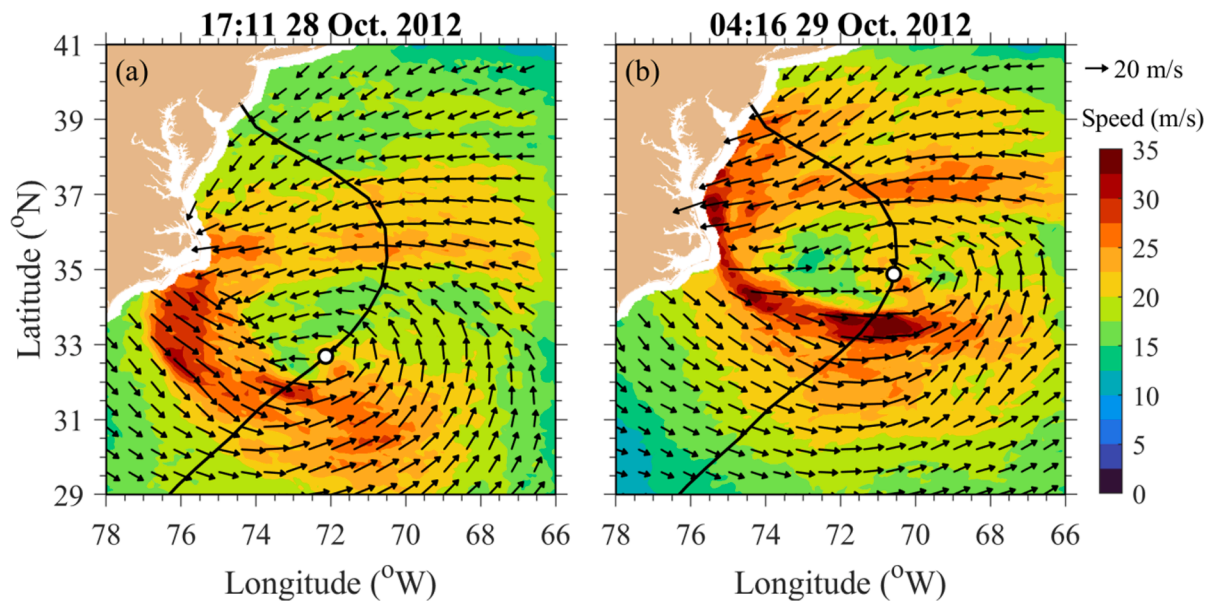 17:11 28 Oct. 2012
04:16 29 Oct. 2012
(a)
(b)
20 m/s
Speed (m/s)
35
30
25
20
15
10
5
0
41
39
37
35
33
31
29
Latitude (°N)
78 76 74 72 70 68 66
78 76 74 72 70 68 66
Longitude (°W)
Longitude (°W)